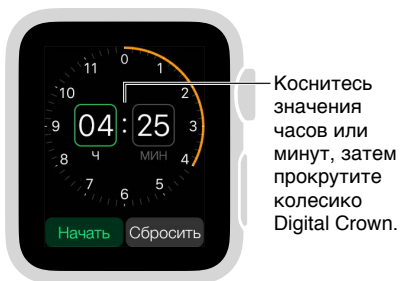 0
1
2
3
4
5
6
7
8
9
10
11
04 : 25
ч мин
Начать Сбросить
Коснитесь
значения
часов или
минут, затем
прокрутите
колесико
Digital Crown.